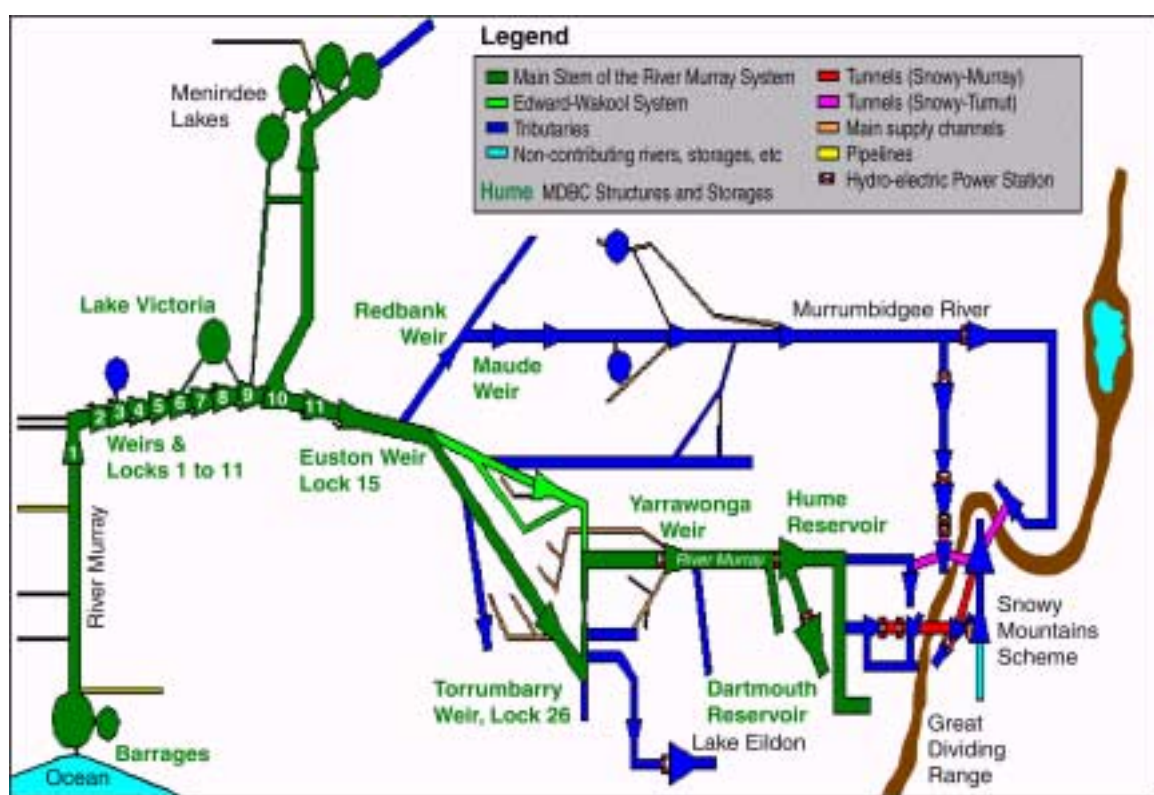 Legend
Main Stem of the River Murray System
Edward-Wakool System
Tributaries
Non-contributing rivers, storages, etc
Hume MDBC Structures and Storages
Tunnels (Snowy-Murray)
Tunnels (Snowy-Tumut)
Main supply channels
Pipelines
Hydro-electric Power Station
Menindee
Lakes
Lake Victoria
Redbank
Weir
Maude
Weir
Murrumbidgee River
1
2
3
4
5
6
7
8
9
10
11
Weirs &
Locks 1 to 11
Euston Weir
Lock 15
Yarrawonga
Weir
Hume
Reservoir
River Murray
River Murray
Snowy
Mountains
Scheme
Torrumbarry
Weir, Lock 26
Dartmouth
Reservoir
Lake Eildon
Great
Dividing
Range
Barrages
Ocean